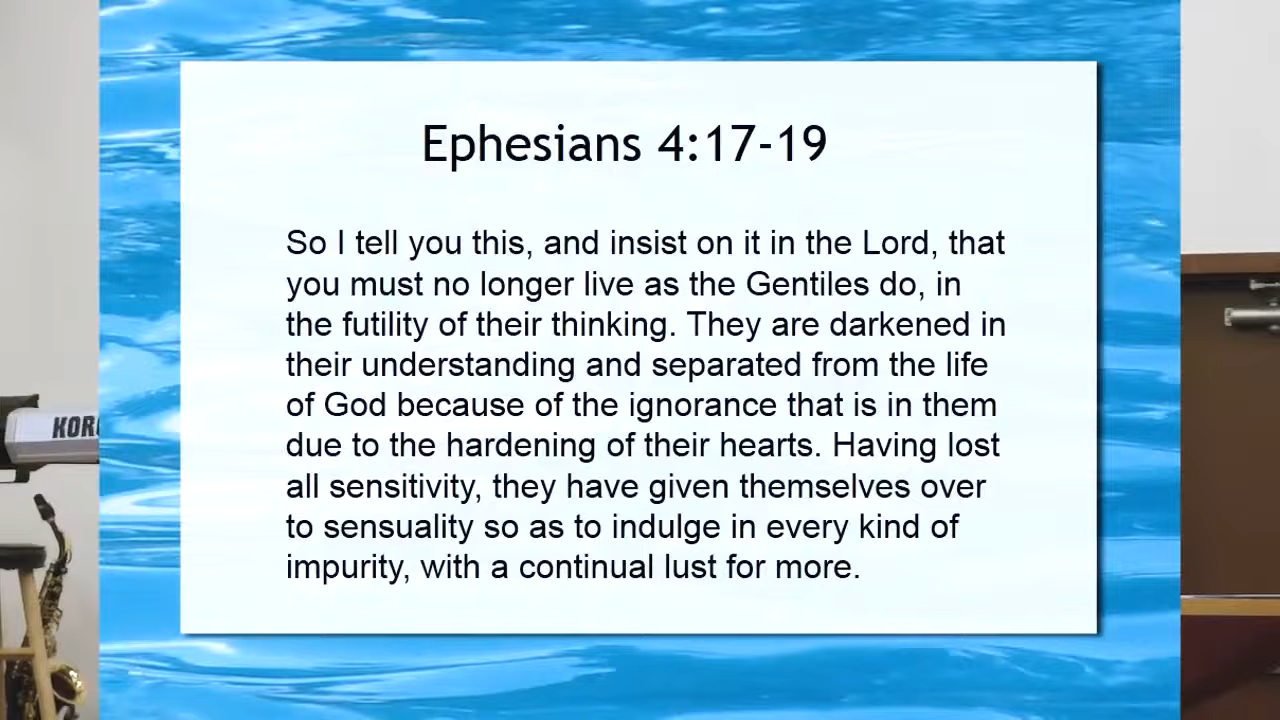 Ephesians 4:17-19
So I tell you this, and insist on it in the Lord, that
you must no longer live as the Gentiles do, in
the futility of their thinking. They are darkened in
their understanding and separated from the life
of God because of the ignorance that is in them
due to the hardening of their hearts. Having lost
all sensitivity, they have given themselves over
to sensuality so as to indulge in every kind of
impurity, with a continual lust for more.